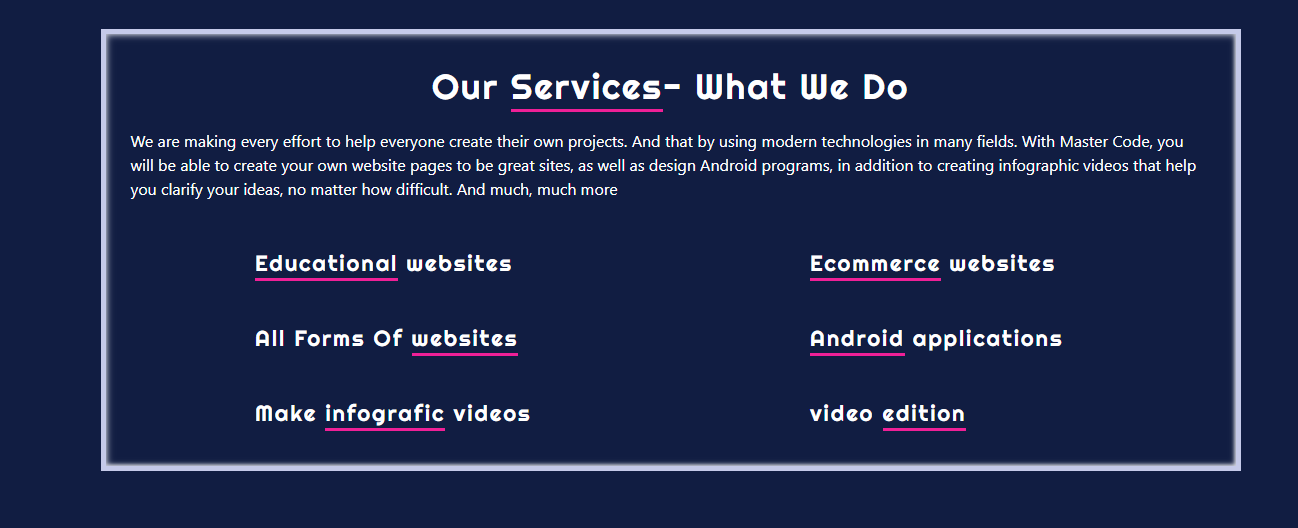 Our Services- What We Do
We are making every effort to help everyone create their own projects. And that by using modern technologies in many fields. With Master Code, you
will be able to create your own website pages to be great sites, as well as design Android programs, in addition to creating infographic videos that help
you clarify your ideas, no matter how difficult. And much, much more
Educational websites
Ecommerce websites
All Forms Of websites
Android applications
Make infografic videos
video edition